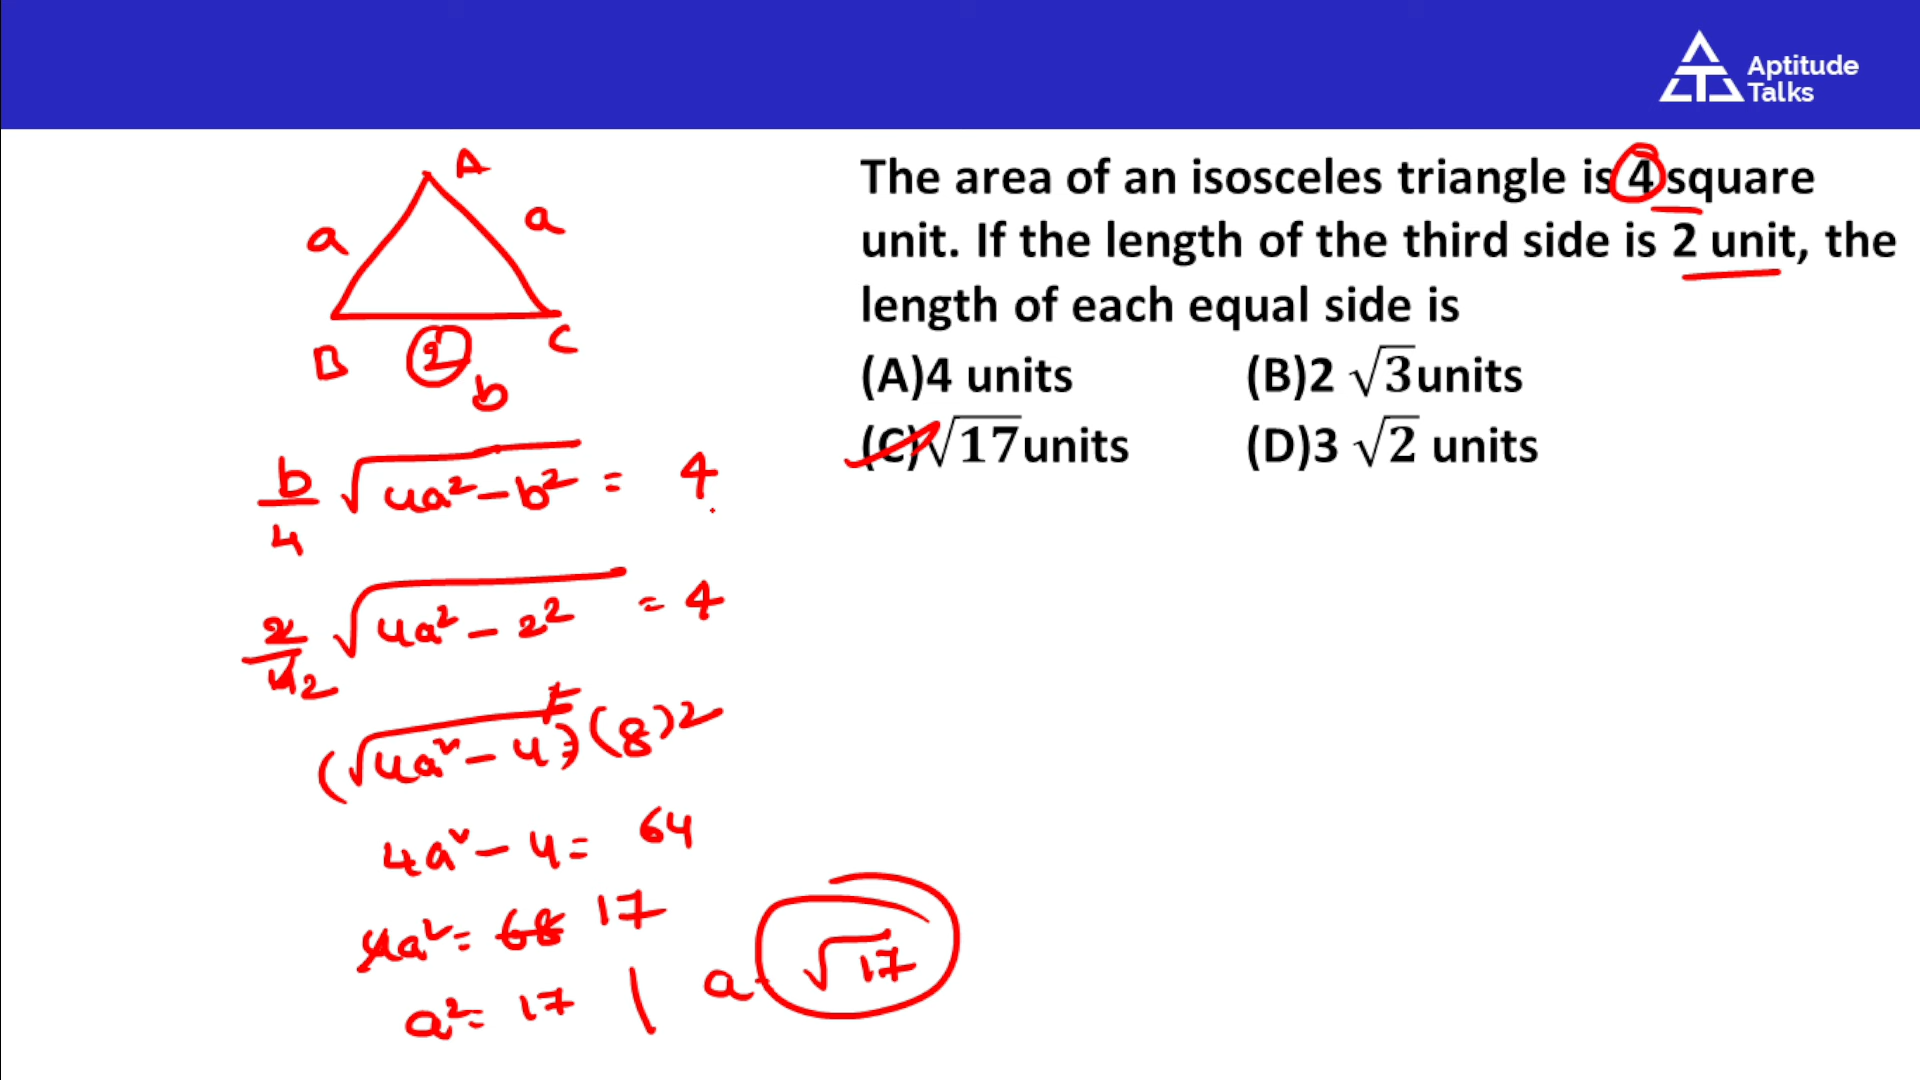 Aptitude
Talks
The area of an isosceles triangle is 4 square
unit. If the length of the third side is 2 unit, the
length of each equal side is
(A)4 units (B)2 √3units
(C)√17units (D)3 √2 units
A
a a
B 2 C
b
b/4 √(4a² - b²) = 4
2/4 2 √(4a² - 2²) = 4
(√(4a² - 4))² = (8)²
4a² - 4 = 64
4a² = 68 17
a² = 17 | a = √17